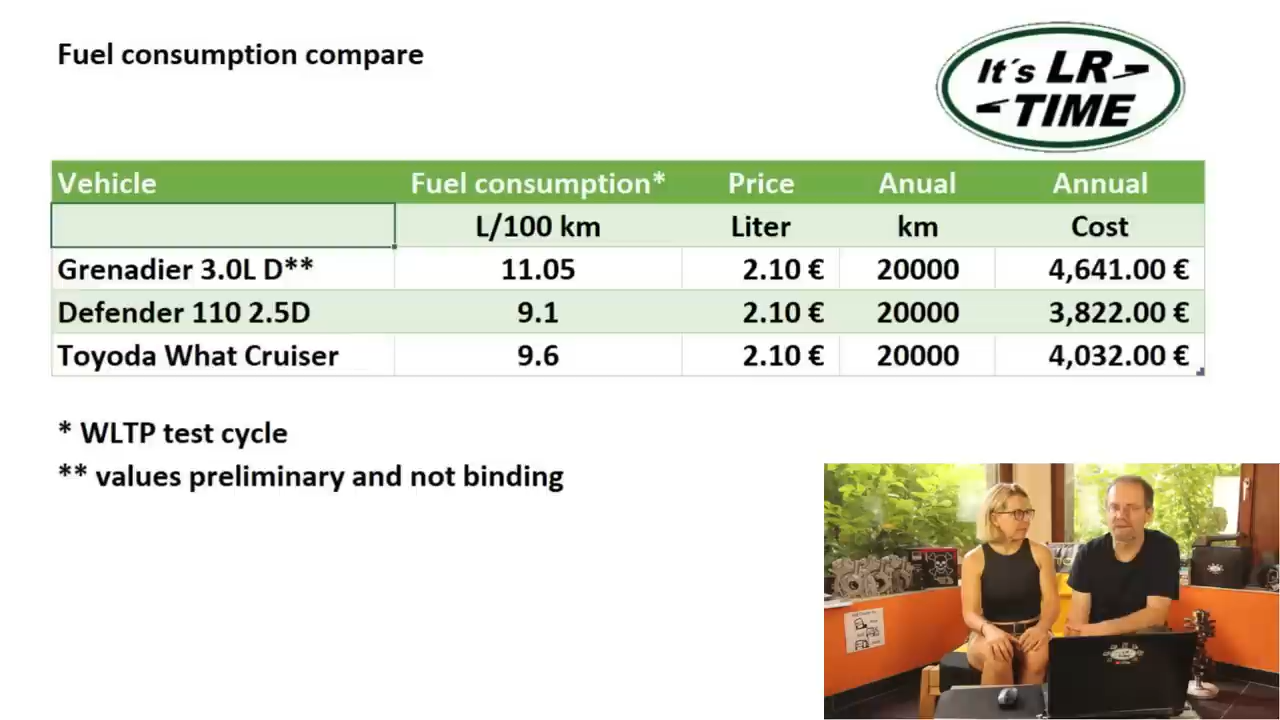 Fuel consumption compare
It´s LR
TIME
Vehicle Fuel consumption* Price Anual Annual
L/100 km Liter km Cost
Grenadier 3.0L D** 11.05 2.10 € 20000 4,641.00 €
Defender 110 2.5D 9.1 2.10 € 20000 3,822.00 €
Toyoda What Cruiser 9.6 2.10 € 20000 4,032.00 €
* WLTP test cycle
** values preliminary and not binding